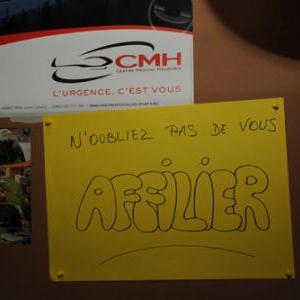 CMH
Centre Médical Héliporté
L'URGENCE, C'EST VOUS
N'OUBLIEZ PAS DE VOUS
AFFILIER